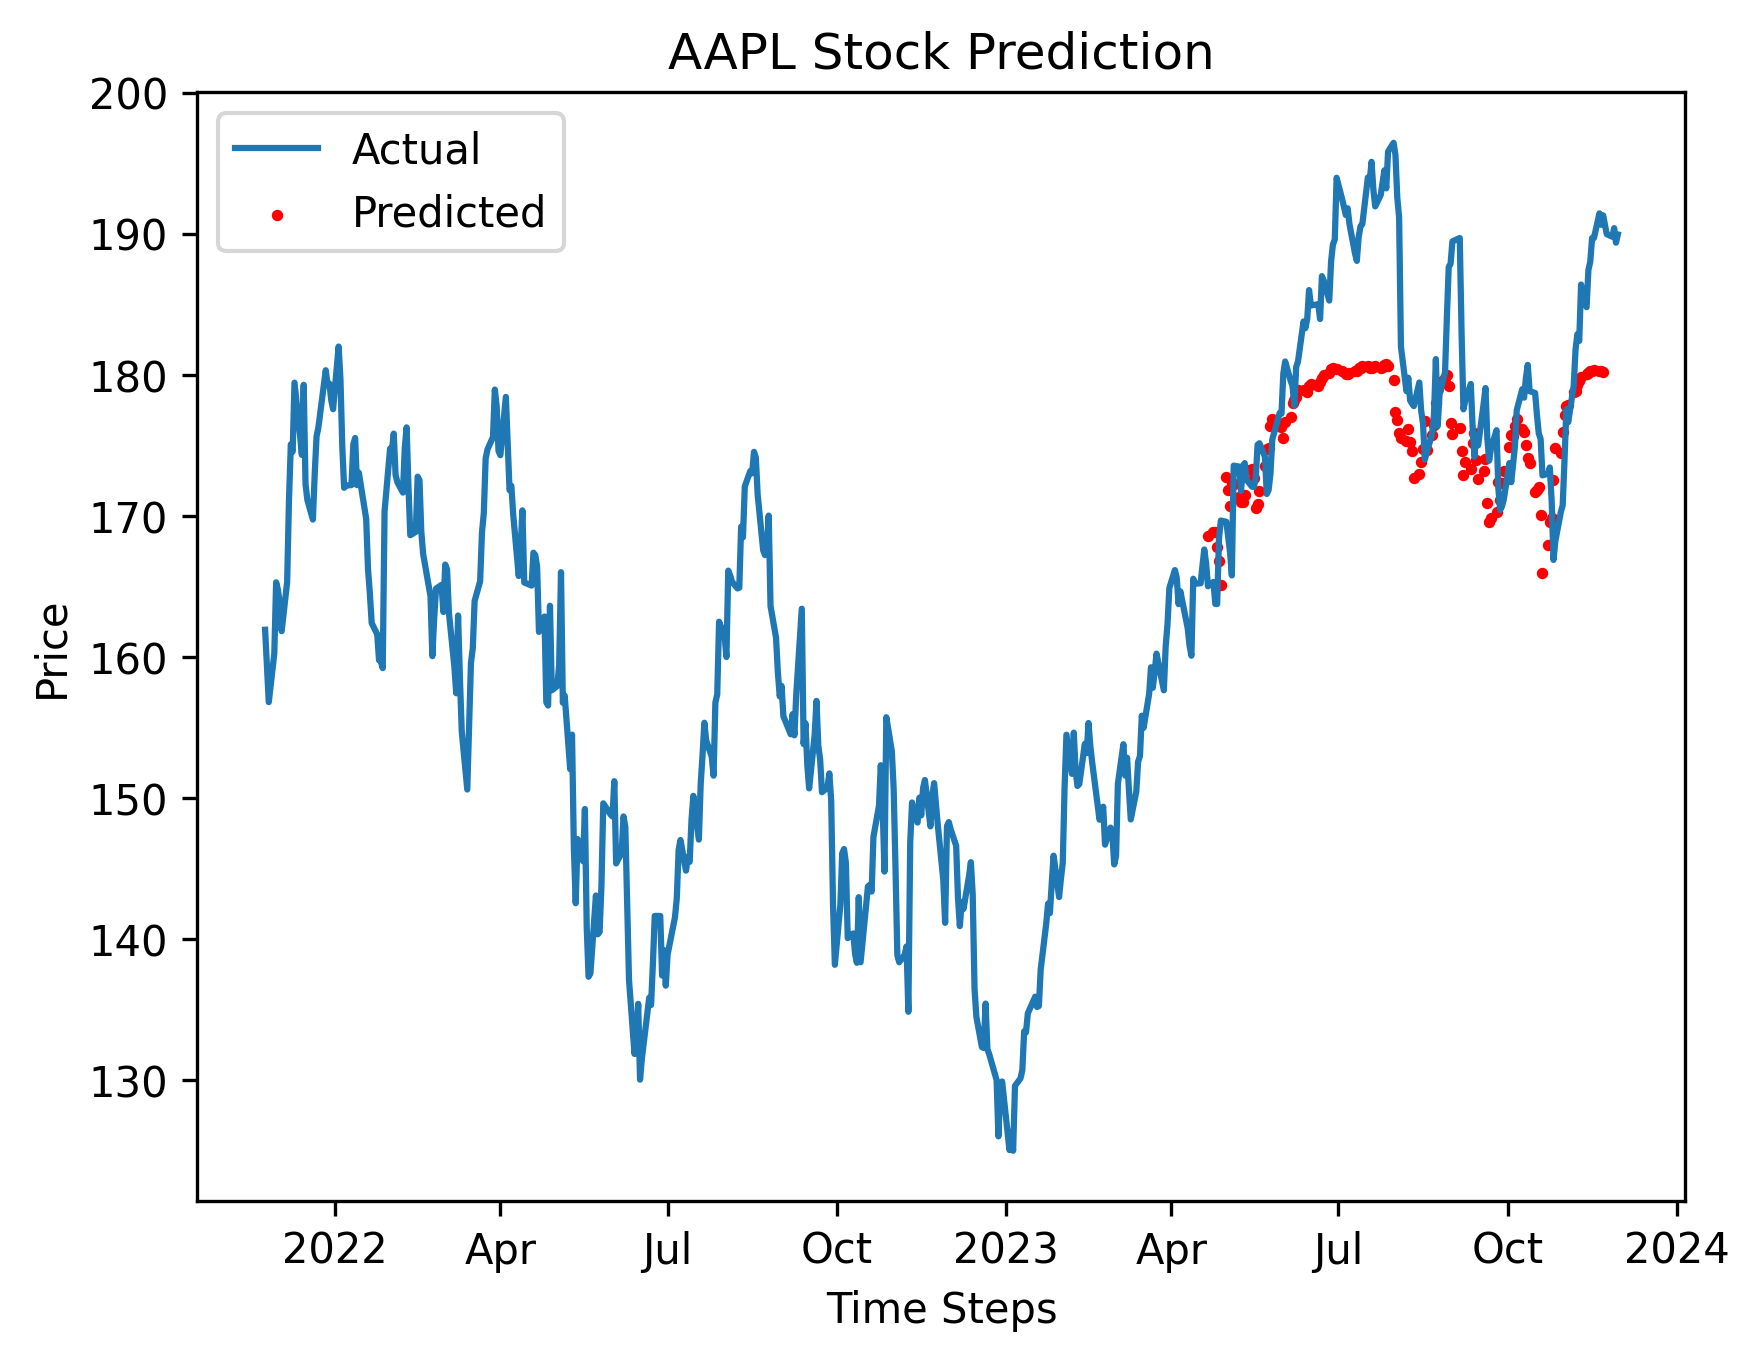 AAPL Stock Prediction
Actual
Predicted
200
190
180
170
160
150
140
130
Price
2022 Apr Jul Oct 2023 Apr Jul Oct 2024
Time Steps